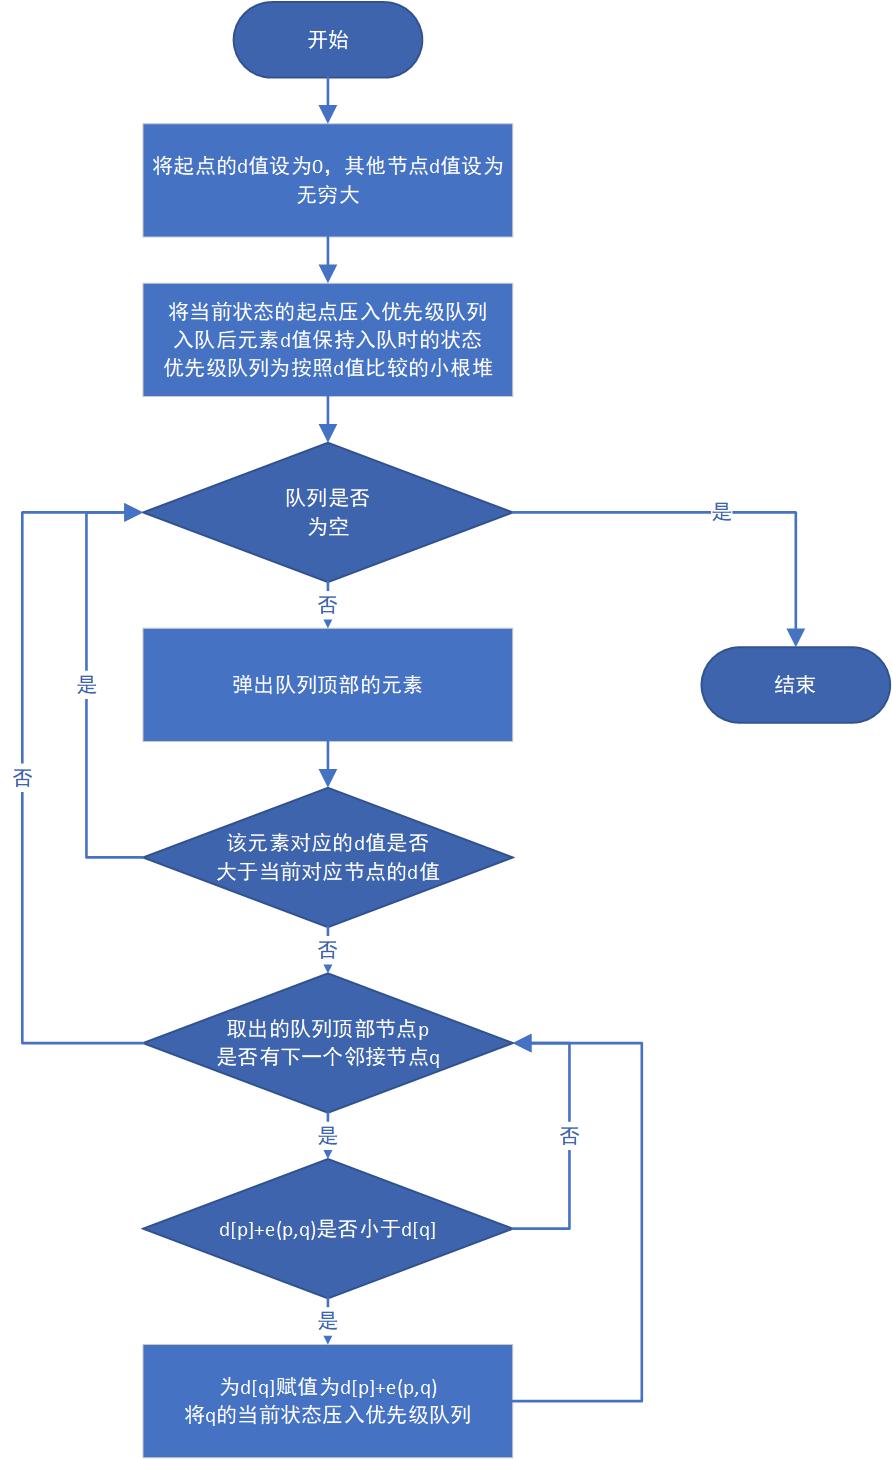 开始
将起点的d值设为0，其他节点d值设为
无穷大
将当前状态的起点压入优先级队列
入队后元素d值保持入队时的状态
优先级队列为按照d值比较的小根堆
队列是否
为空
是
否
弹出队列顶部的元素
结束
是
否
该元素对应的d值是否
大于当前对应节点的d值
否
取出的队列顶部节点p
是否有下一个邻接节点q
是
否
d[p]+e(p,q)是否小于d[q]
是
为d[q]赋值为d[p]+e(p,q)
将q的当前状态压入优先级队列